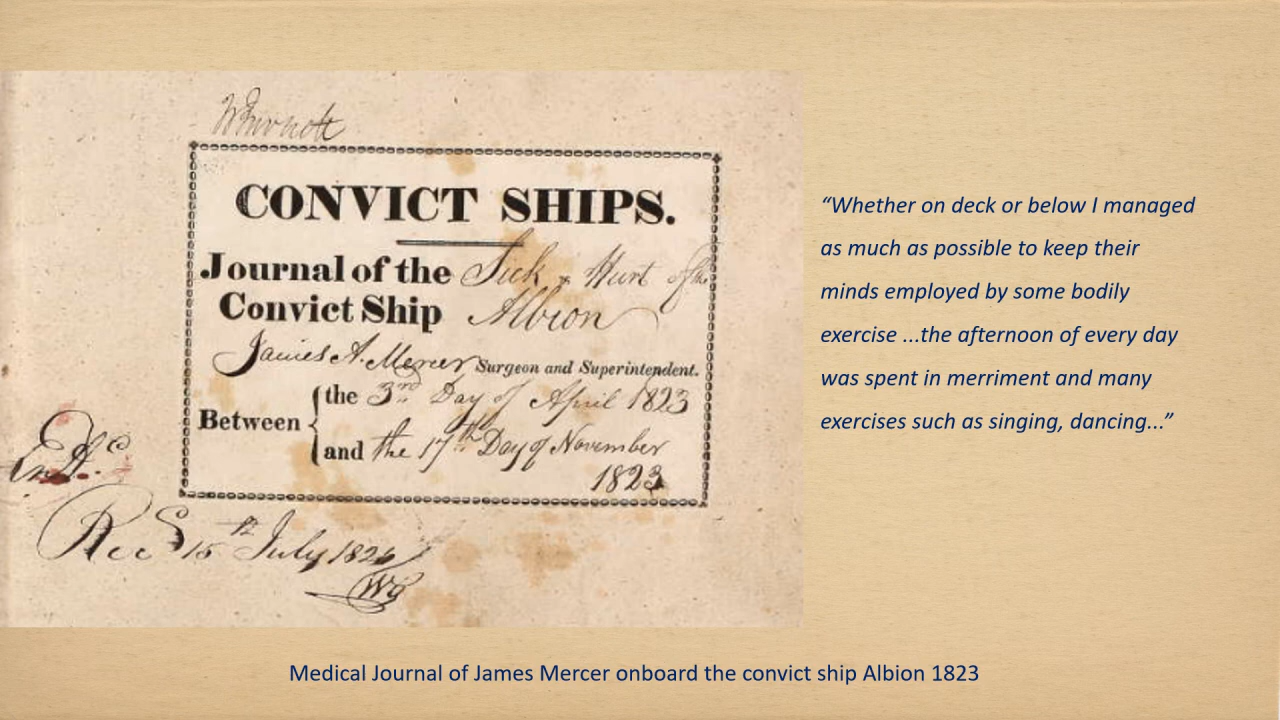 CONVICT SHIPS.
Journal of the Sick & Hurt of the
Convict Ship Albion
James A. Mercer Surgeon and Superintendent.
Between { the 3rd Day of April 1823
and the 17th Day of November
1823
Recd 15th July 182
“Whether on deck or below I managed
as much as possible to keep their
minds employed by some bodily
exercise ...the afternoon of every day
was spent in merriment and many
exercises such as singing, dancing...”
Medical Journal of James Mercer onboard the convict ship Albion 1823